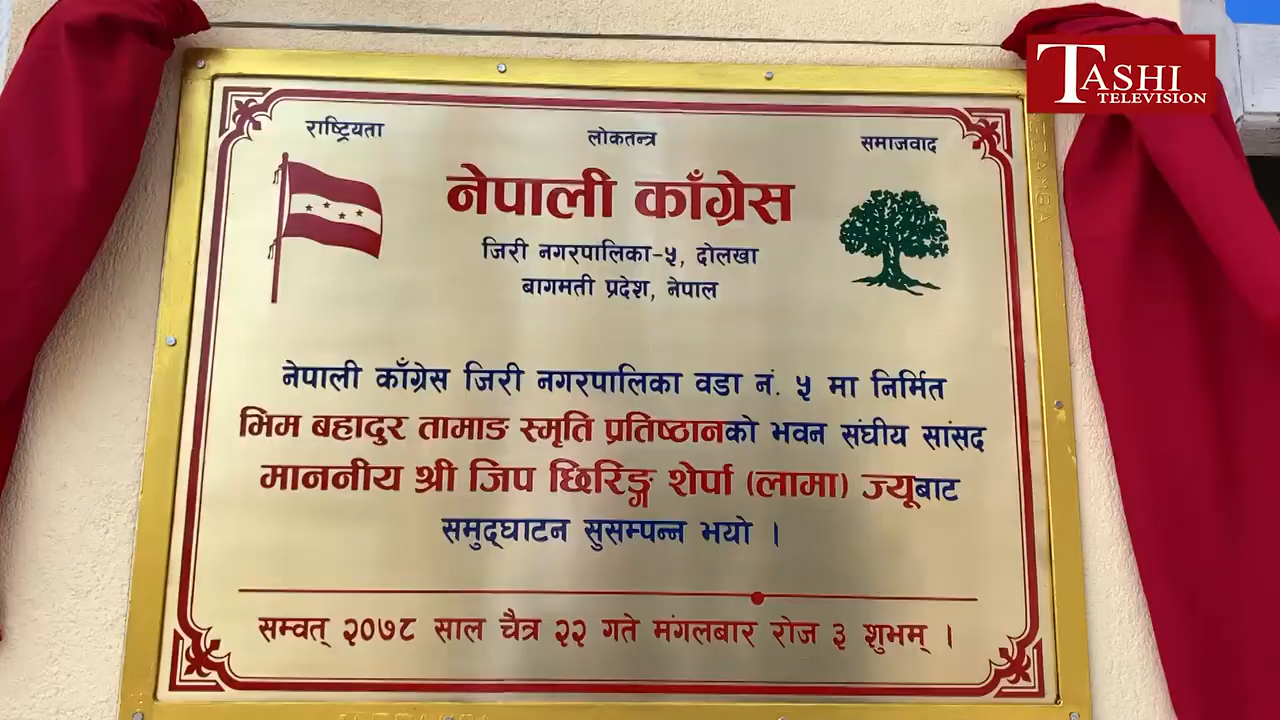 TASHI
TELEVISION
राष्ट्रियता लोकतन्त्र समाजवाद
नेपाली काँग्रेस
जिरी नगरपालिका-५, दोलखा
बागमती प्रदेश, नेपाल
नेपाली काँग्रेस जिरी नगरपालिका वडा नं. ५ मा निर्मित
भिम बहादुर तामाङ स्मृति प्रतिष्ठानको भवन संघीय सांसद
माननीय श्री जिप छिरिङ्ग शेर्पा (लामा) ज्यूबाट
समुद्घाटन सुसम्पन्न भयो ।
सम्वत् २०७८ साल चैत्र २२ गते मंगलबार रोज ३ शुभम् ।